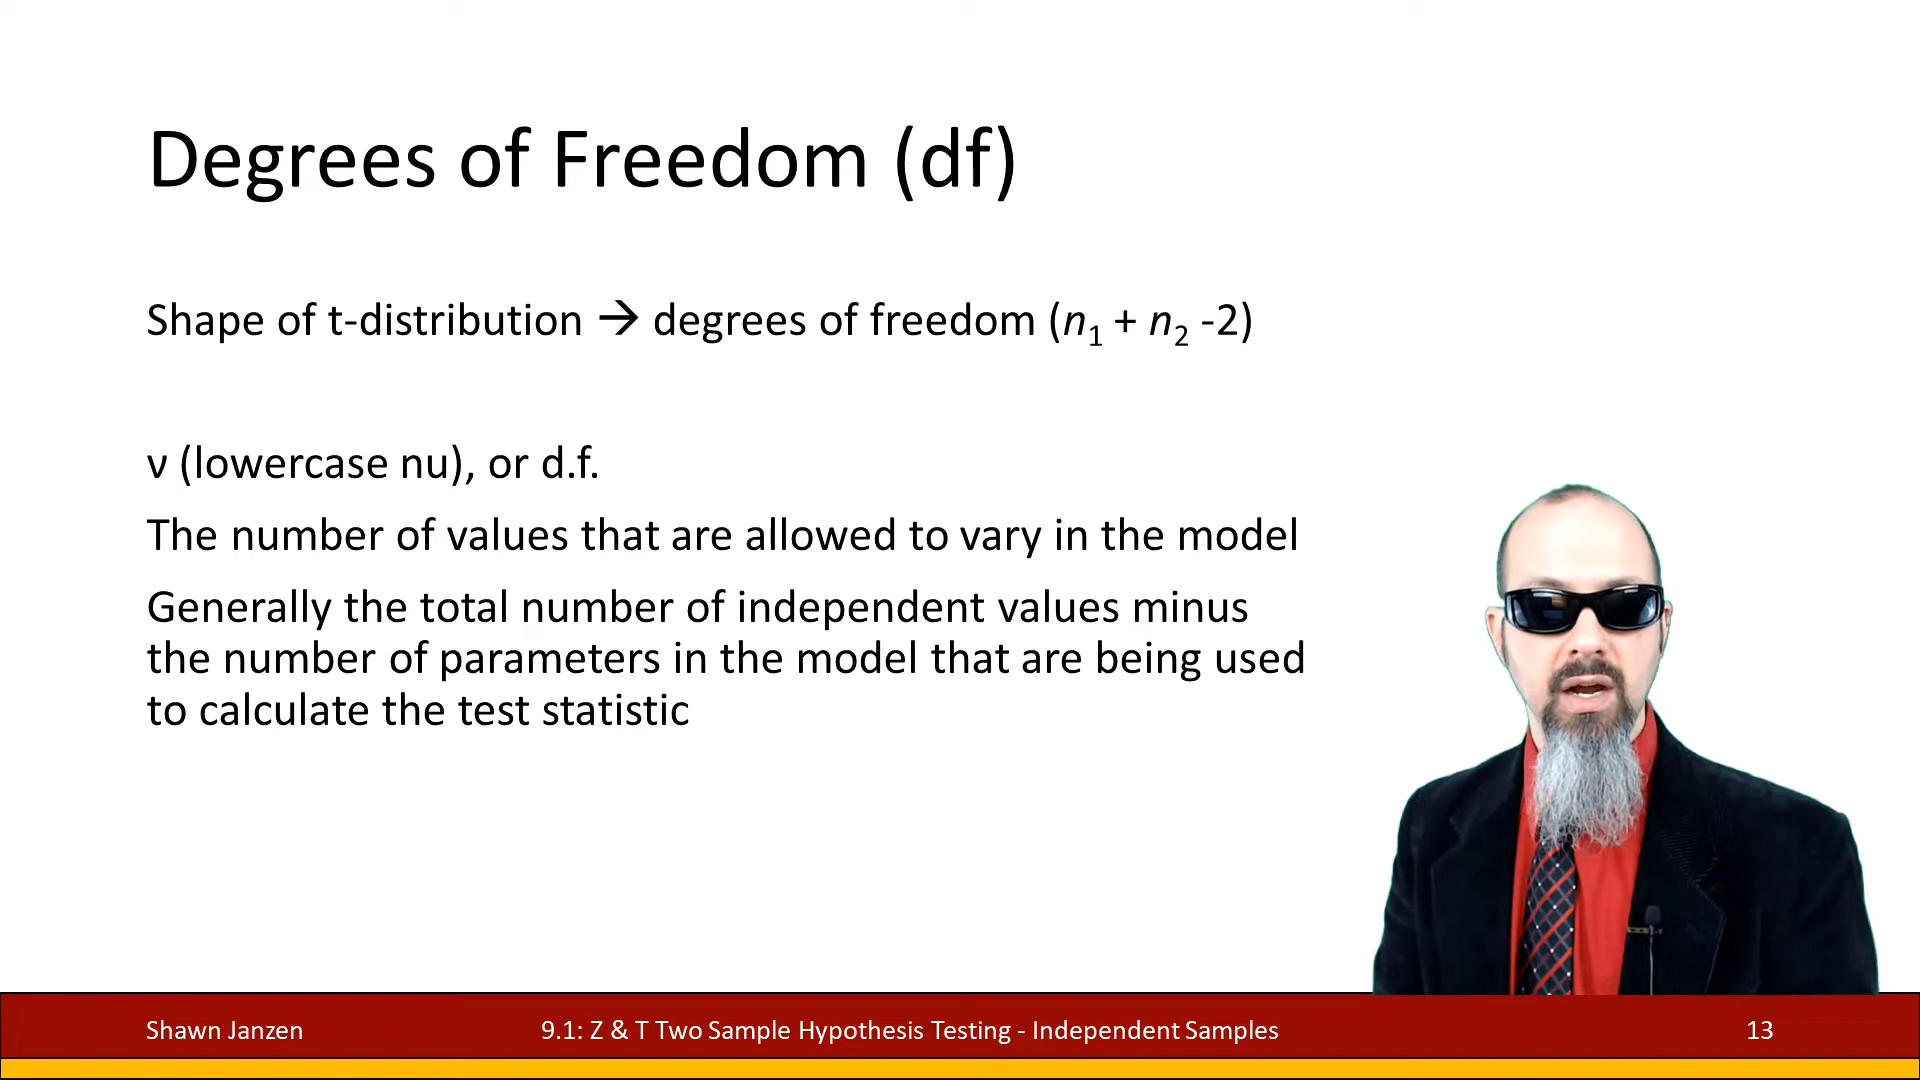 Degrees of Freedom (df)
Shape of t-distribution → degrees of freedom (n₁ + n₂ -2)
ν (lowercase nu), or d.f.
The number of values that are allowed to vary in the model
Generally the total number of independent values minus
the number of parameters in the model that are being used
to calculate the test statistic
Shawn Janzen
9.1: Z & T Two Sample Hypothesis Testing - Independent Samples
13